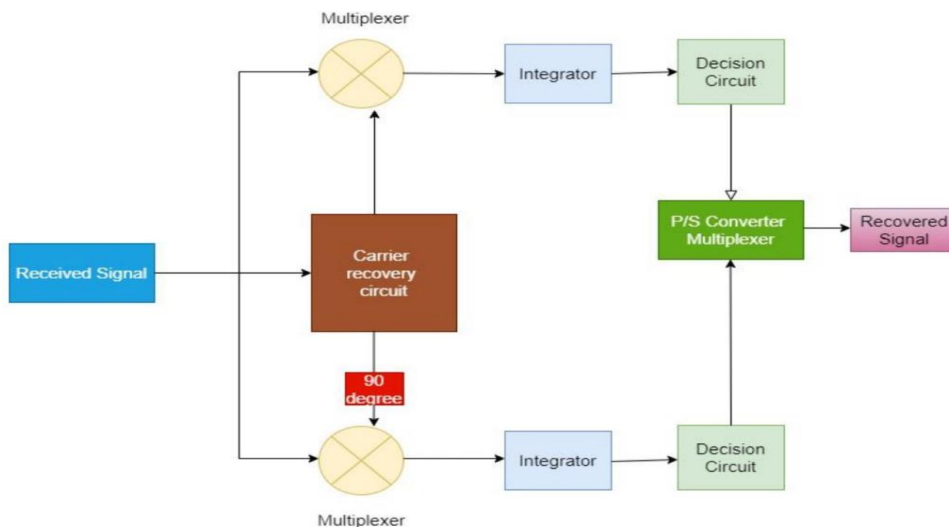 Multiplexer
Integrator
Decision
Circuit
Received Signal
Carrier
recovery
circuit
90
degree
P/S Converter
Multiplexer
Recovered
Signal
Integrator
Decision
Circuit
Multiplexer